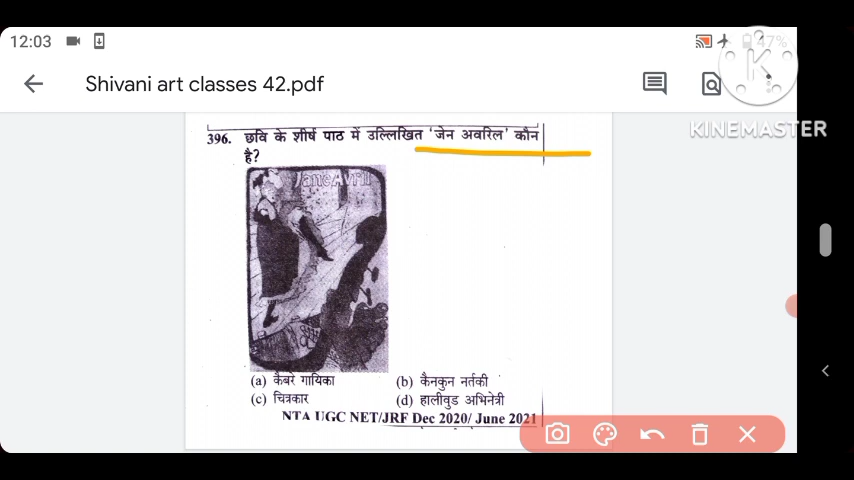 12:03
47%
Shivani art classes 42.pdf
KINEMASTER
396. छवि के शीर्ष पाठ में उल्लिखित 'जेन अवरिल' कौन
है?
Jane Avril
(a) कैबरे गायिका (b) कैनकुन नर्तकी
(c) चित्रकार (d) हालीवुड अभिनेत्री
NTA UGC NET/JRF Dec 2020/ June 2021